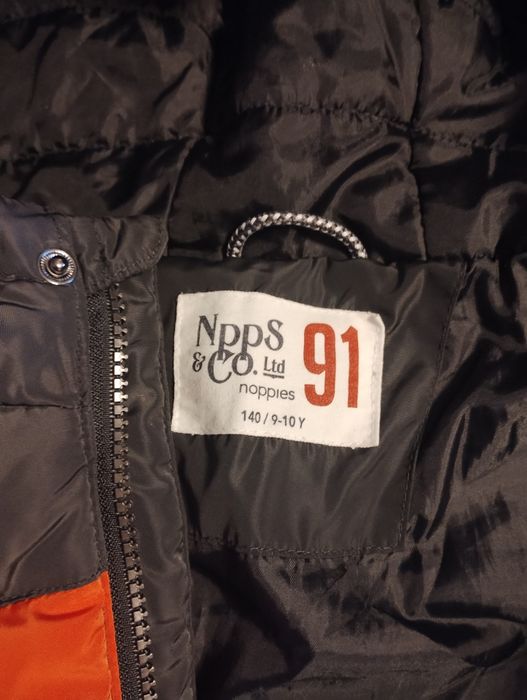 NppS
& Co. Ltd
91
noppies
140 / 9-10 Y